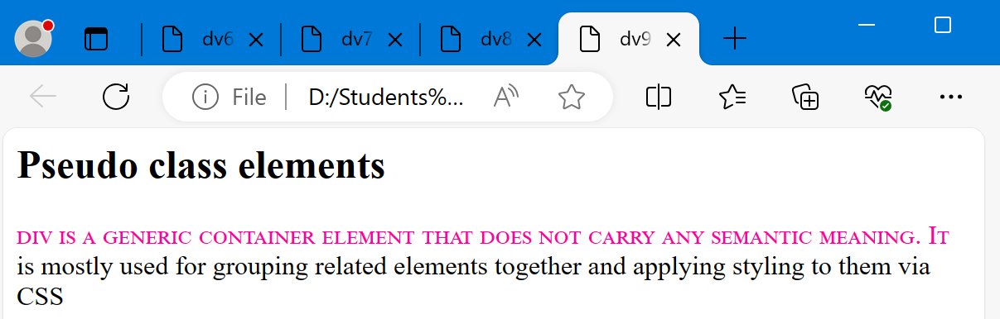 dv6 dv7 dv8 dv9
File D:/Students%...
Pseudo class elements
div is a generic container element that does not carry any semantic meaning. It
is mostly used for grouping related elements together and applying styling to them via
CSS